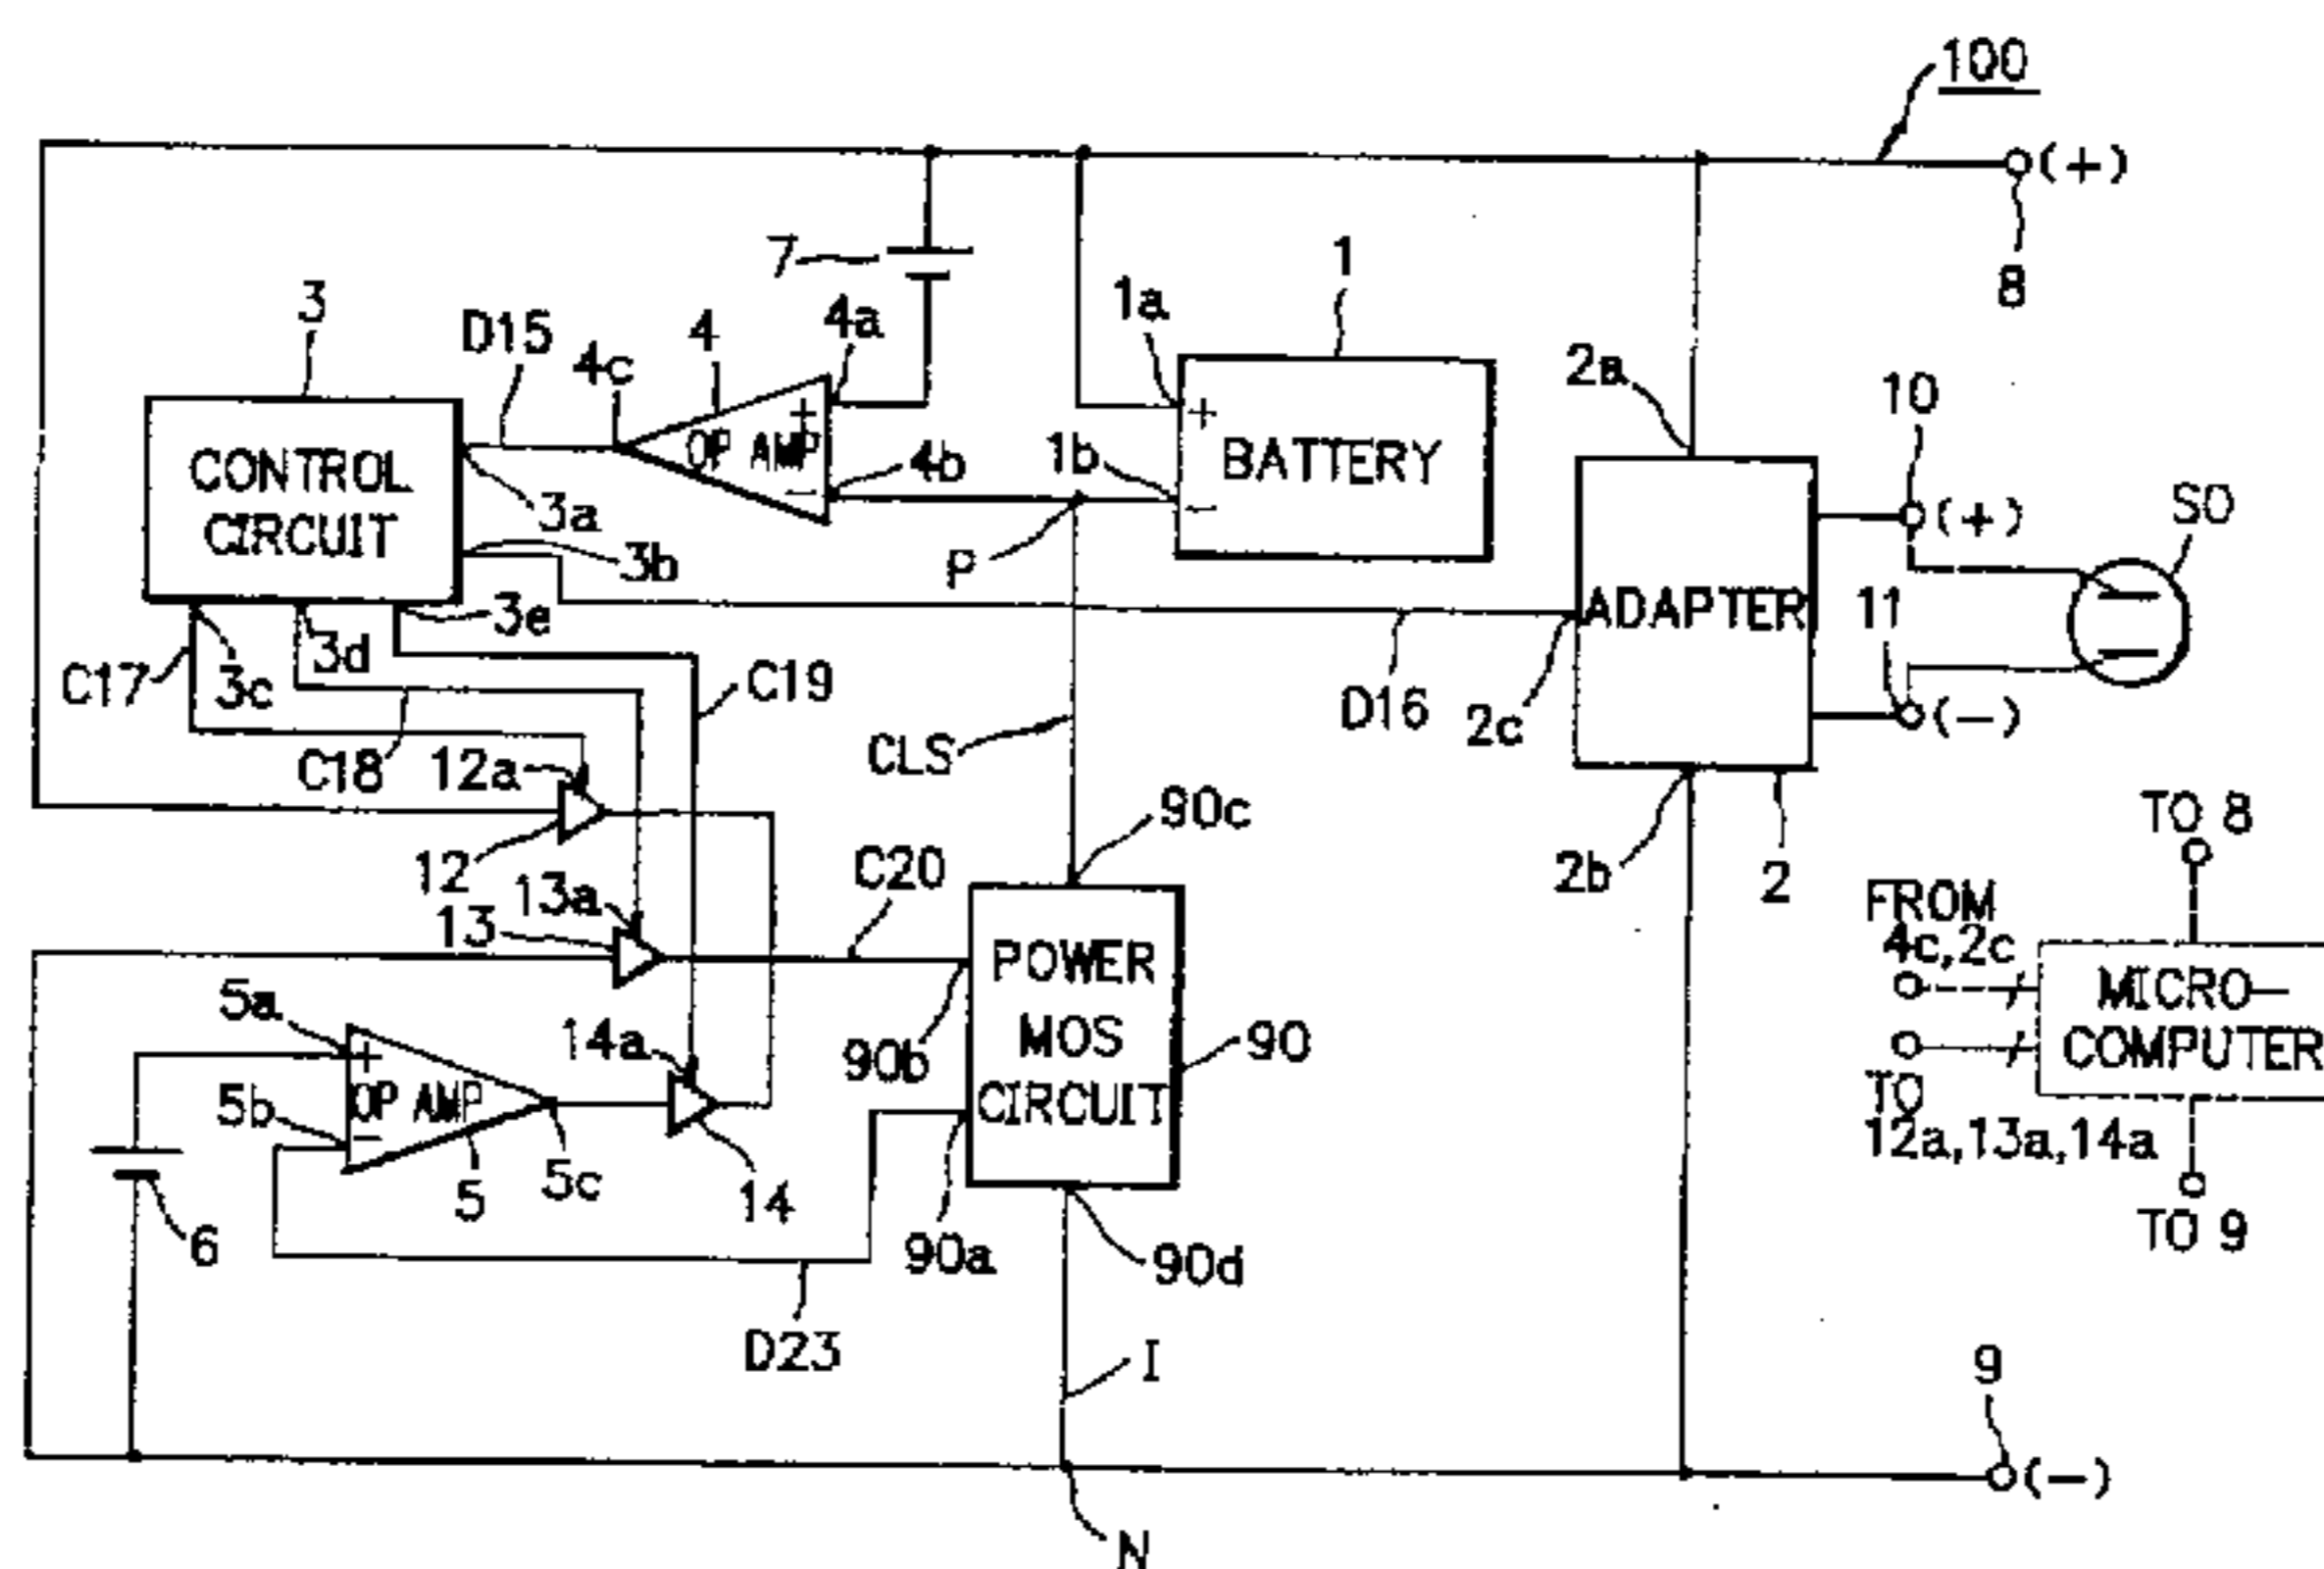 100
(+)
8
7
1
3
D15
4c
4
4a
1a
2a
10
+
OP AMP
-
+
BATTERY
-
4b
1b
CONTROL
CIRCUIT
3a
3b
P
(+)
SO
ADAPTER
11
(-)
3e
3d
3c
C17
C19
C18
D16
2c
CLS
12a
12
90c
2b
2
TO 8
C20
13a
13
FROM
4c,2c
POWER
MOS
CIRCUIT
MICRO-
COMPUTER
5a
14a
90b
90
+
OP AMP
-
5b
TO
12a,13a,14a
5
5c
14
6
90a
90d
TO 9
D23
I
9
(-)
N